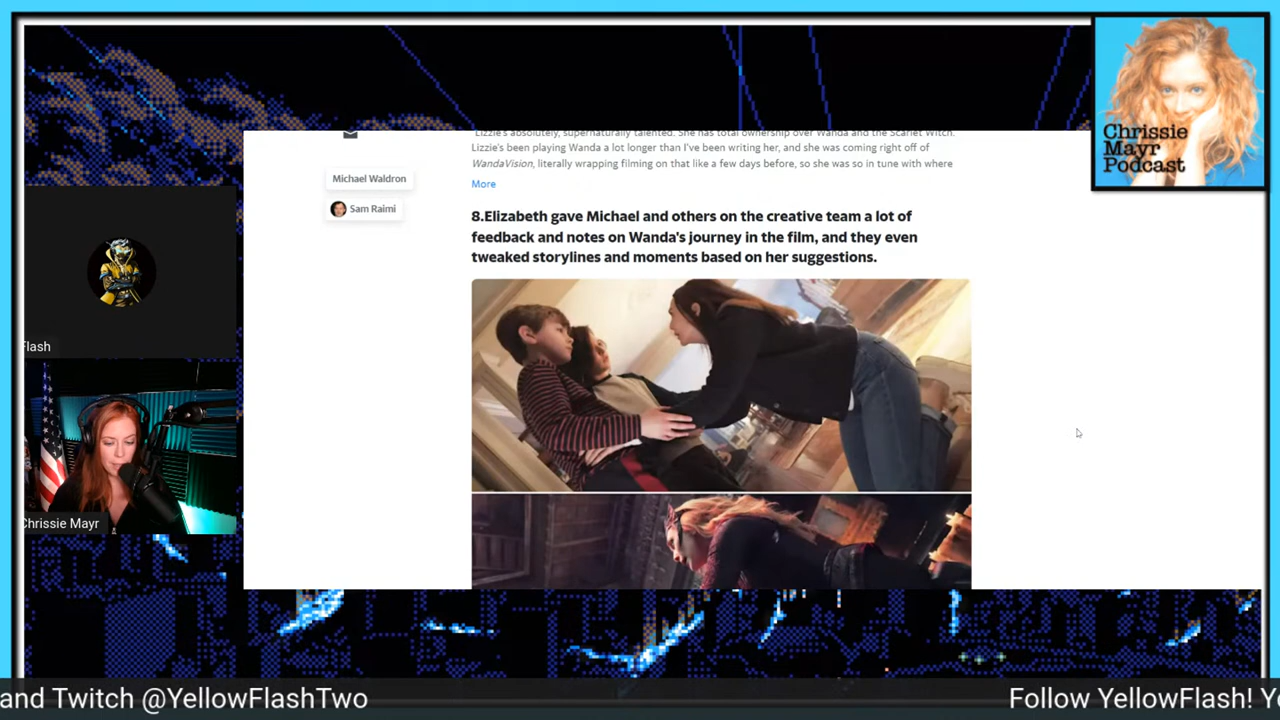 Chrissie
Mayr
Podcast
"Lizzie's absolutely, supernaturally talented. She has total ownership over Wanda and the Scarlet Witch.
Lizzie's been playing Wanda a lot longer than I've been writing her, and she was coming right off of
WandaVision, literally wrapping filming on that like a few days before, so she was so in tune with where
More
Michael Waldron
Sam Raimi
8.Elizabeth gave Michael and others on the creative team a lot of
feedback and notes on Wanda's journey in the film, and they even
tweaked storylines and moments based on her suggestions.
Flash
Chrissie Mayr
and Twitch @YellowFlashTwo
Follow YellowFlash!